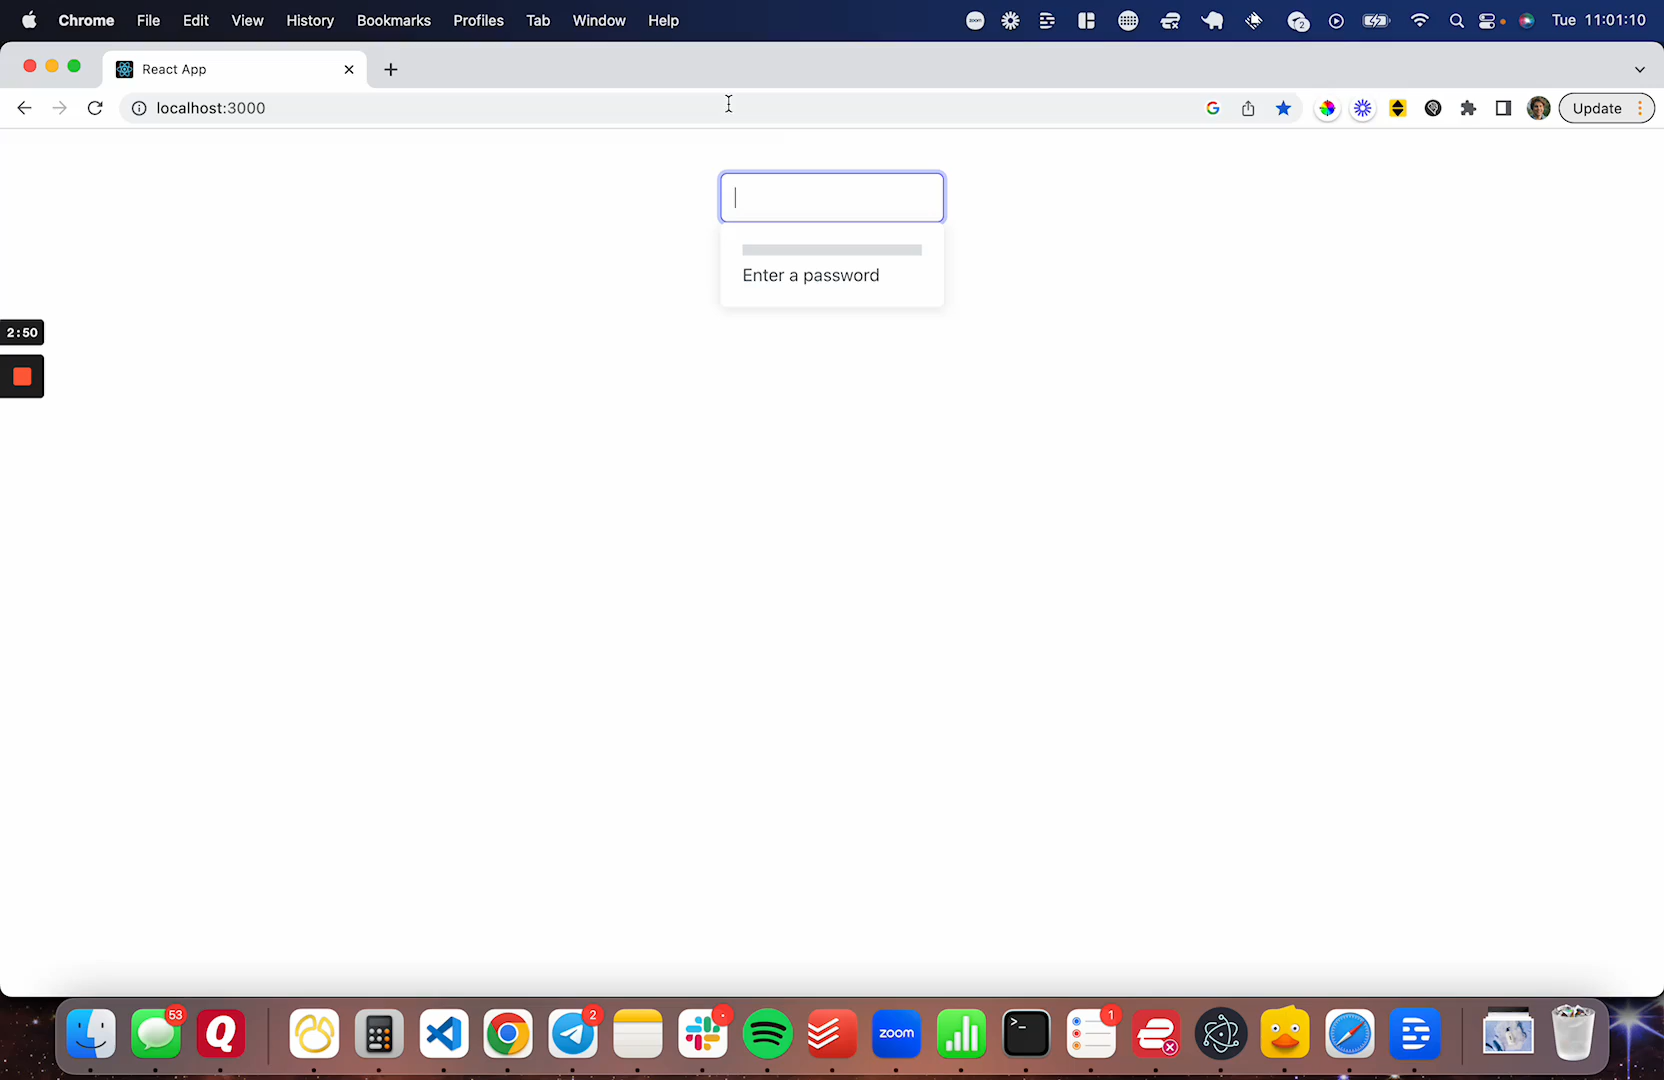 Chrome File Edit View History Bookmarks Profiles Tab Window Help
2
Tue 11:01:10
React App
localhost:3000
Update
Enter a password
2:50
53
2
1
zoom